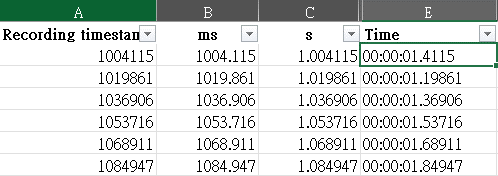 A B C E
Recording timestan ms s Time
1004115 1004.115 1.004115 00:00:01.4115
1019861 1019.861 1.019861 00:00:01.19861
1036906 1036.906 1.036906 00:00:01.36906
1053716 1053.716 1.053716 00:00:01.53716
1068911 1068.911 1.068911 00:00:01.68911
1084947 1084.947 1.084947 00:00:01.84947